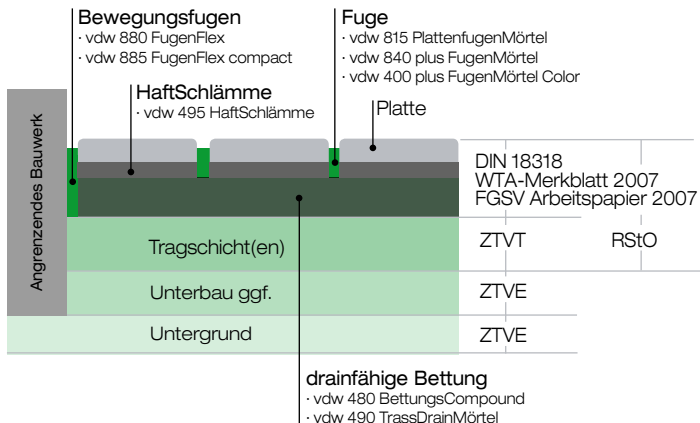 Bewegungsfugen
· vdw 880 FugenFlex
· vdw 885 FugenFlex compact
Fuge
· vdw 815 PlattenfugenMörtel
· vdw 840 plus FugenMörtel
· vdw 400 plus FugenMörtel Color
HaftSchlämme
· vdw 495 HaftSchlämme
Platte
Angrenzendes Bauwerk
DIN 18318
WTA-Merkblatt 2007
FGSV Arbeitspapier 2007
Tragschicht(en)
ZTVT
RStO
Unterbau ggf.
ZTVE
Untergrund
ZTVE
drainfähige Bettung
· vdw 480 BettungsCompound
· vdw 490 TrassDrainMörtel